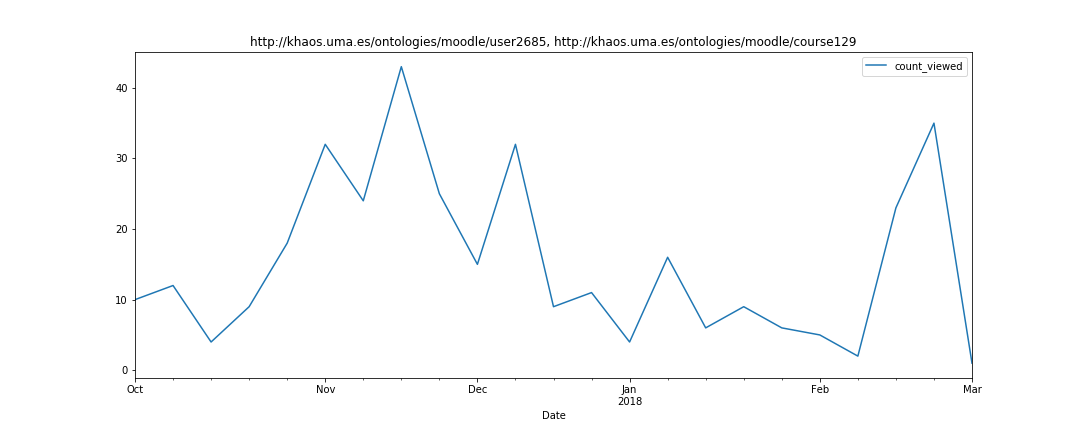 http://khaos.uma.es/ontologies/moodle/user2685, http://khaos.uma.es/ontologies/moodle/course129
count_viewed
40
30
20
10
0
Oct Nov Dec Jan Feb Mar
2018
Date